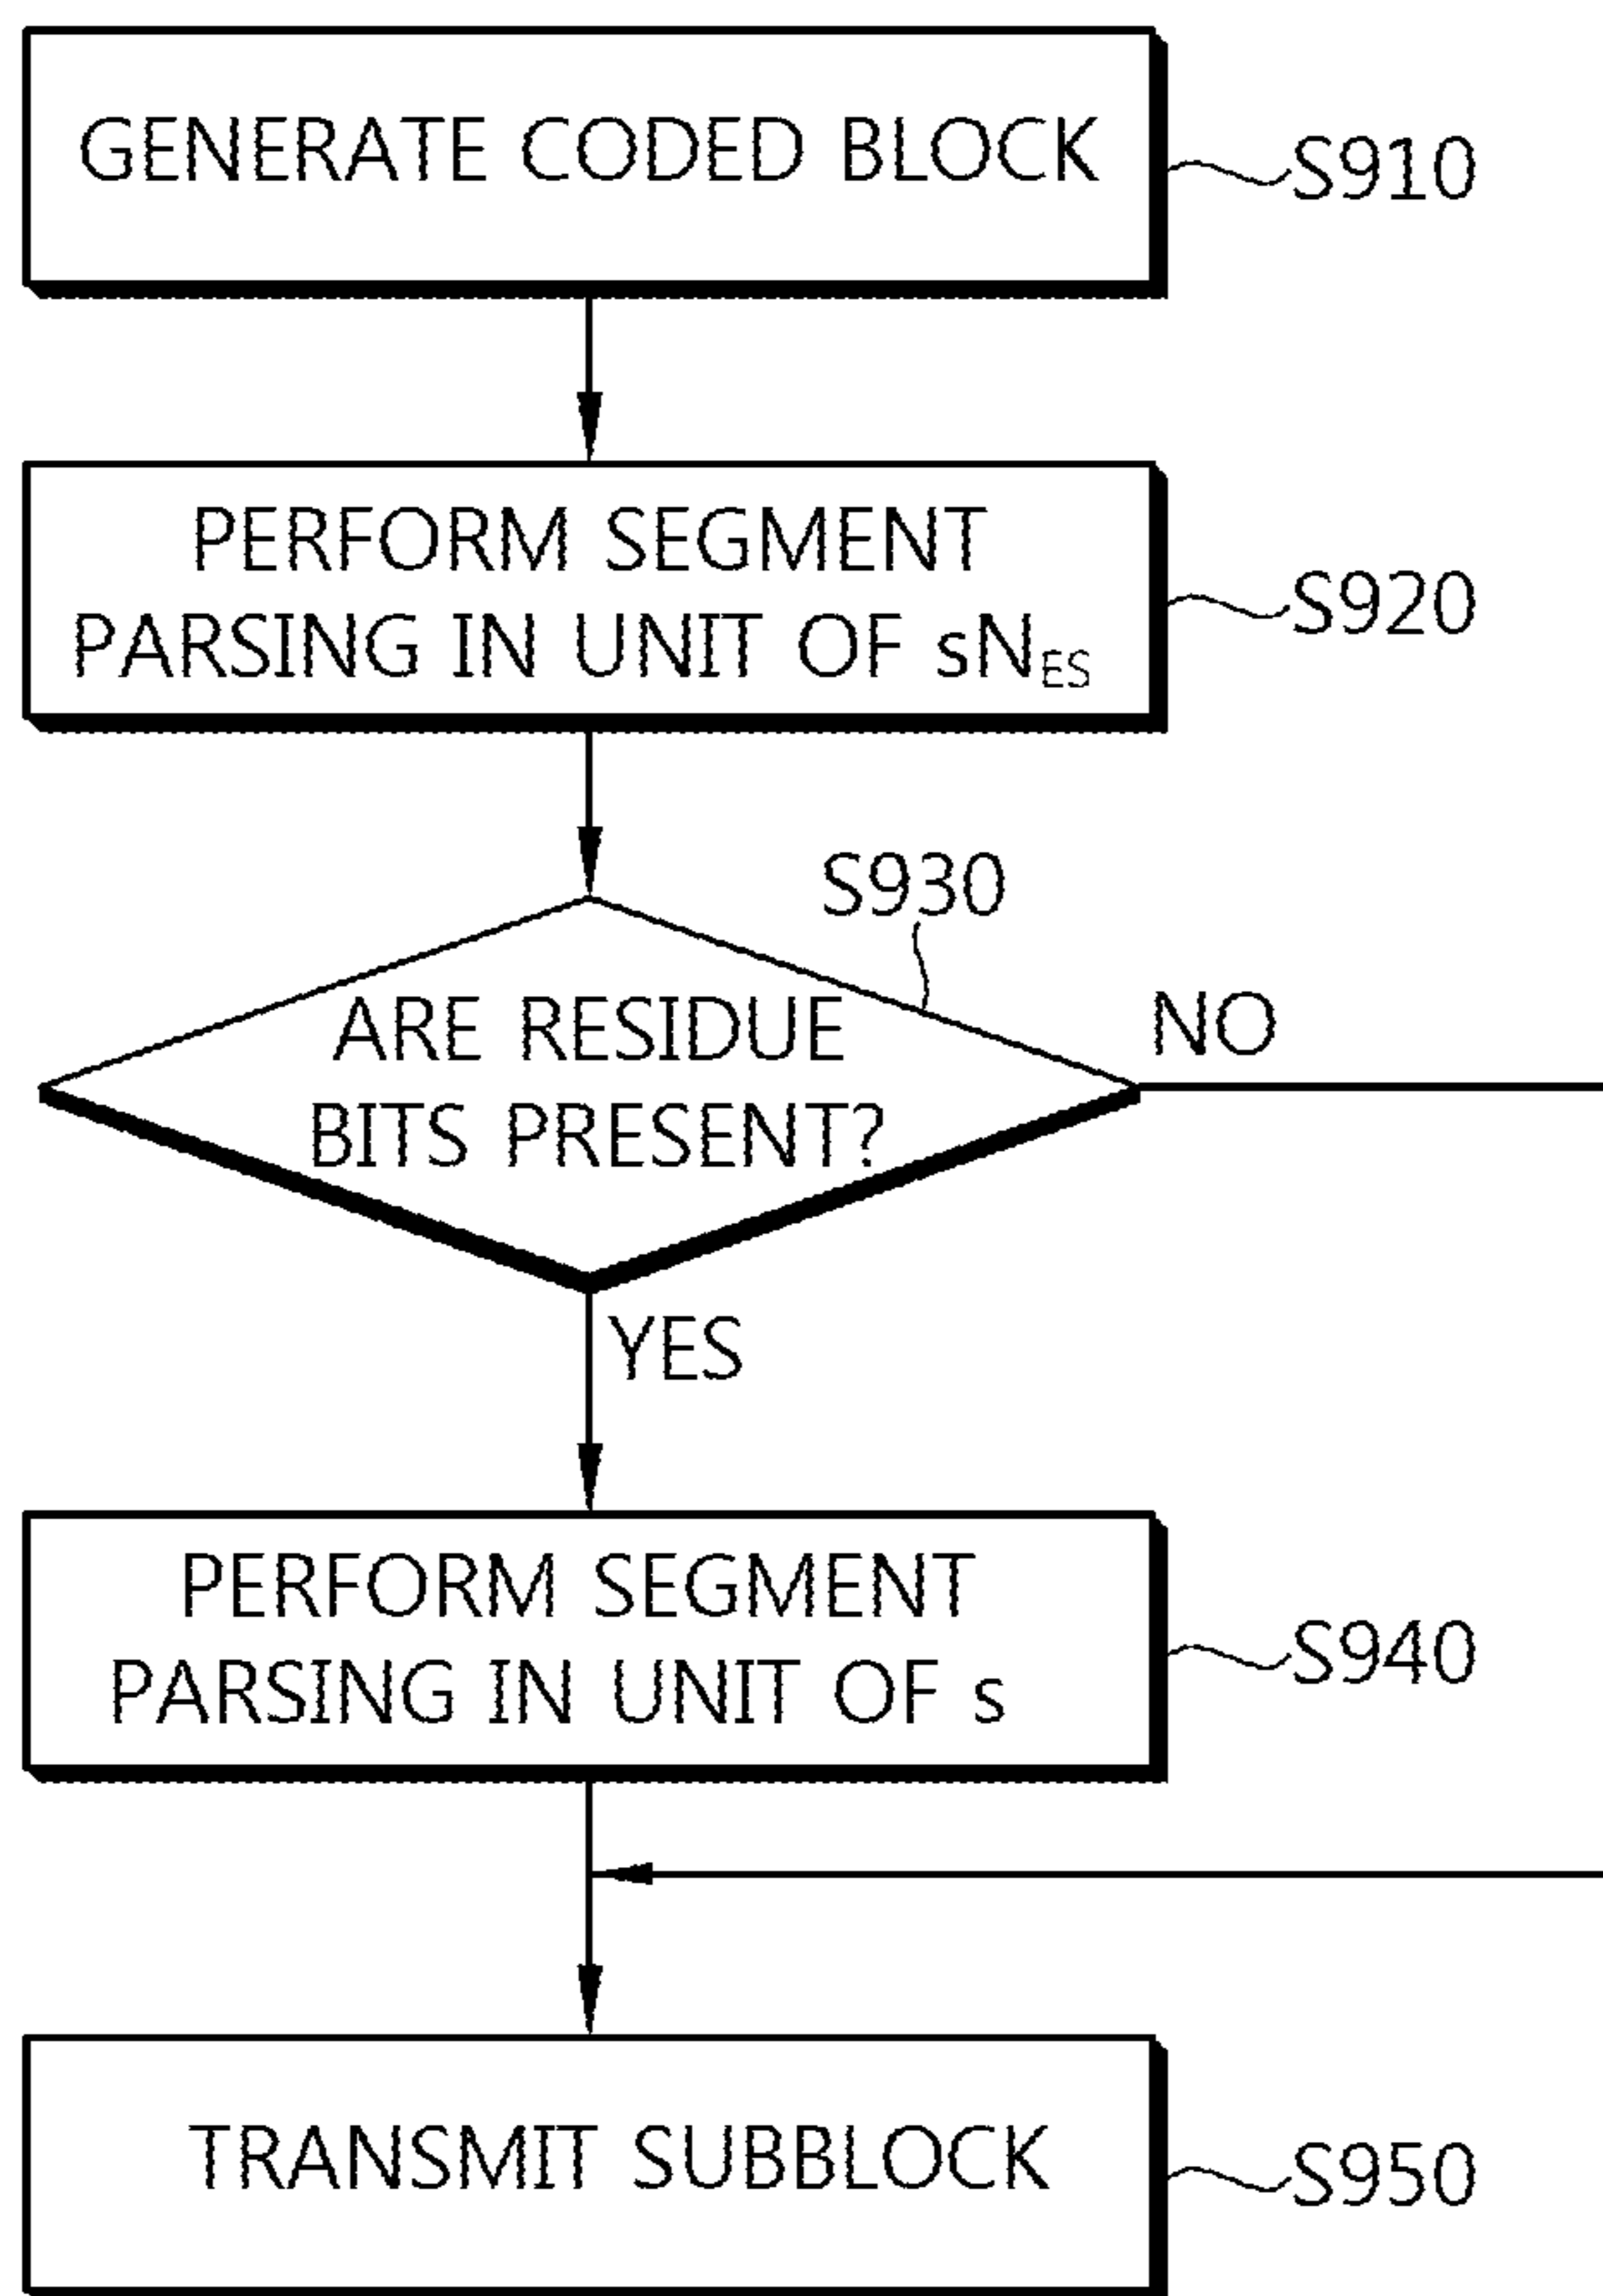 GENERATE CODED BLOCK
S910
PERFORM SEGMENT
PARSING IN UNIT OF sN_ES
S920
S930
ARE RESIDUE
BITS PRESENT?
NO
YES
PERFORM SEGMENT
PARSING IN UNIT OF s
S940
TRANSMIT SUBBLOCK
S950